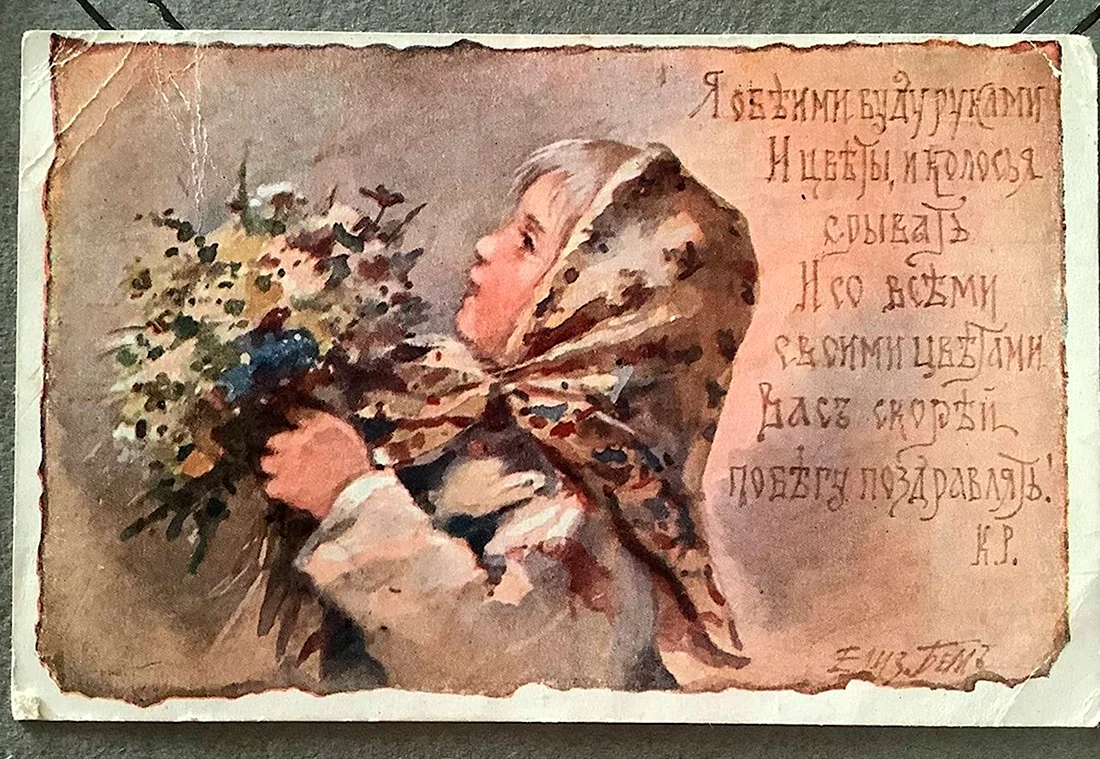 Я обѣими буду руками
И цвѣты, и колосья
срывать
И со всѣми
своими цвѣтами
Васъ скорѣй
побѣгу поздравлять!
К.Р.
Елиз. Бемъ